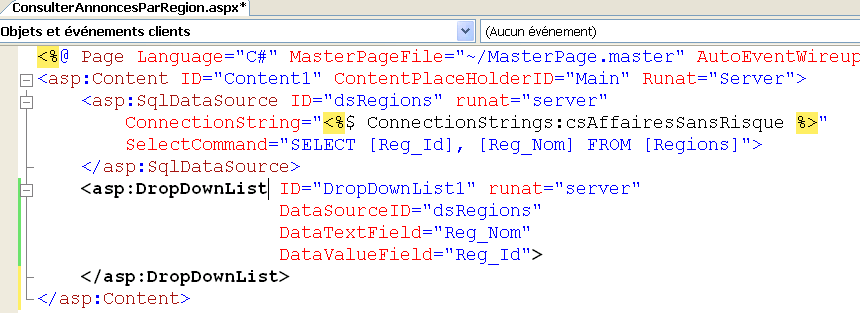 ConsulterAnnoncesParRegion.aspx*
Objets et événements clients (Aucun événement)
<%@ Page Language="C#" MasterPageFile="~/MasterPage.master" AutoEventWireup
<asp:Content ID="Content1" ContentPlaceHolderID="Main" Runat="Server">
<asp:SqlDataSource ID="dsRegions" runat="server"
ConnectionString="<%$ ConnectionStrings:csAffairesSansRisque %>"
SelectCommand="SELECT [Reg_Id], [Reg_Nom] FROM [Regions]">
</asp:SqlDataSource>
<asp:DropDownList ID="DropDownList1" runat="server"
DataSourceID="dsRegions"
DataTextField="Reg_Nom"
DataValueField="Reg_Id">
</asp:DropDownList>
</asp:Content>